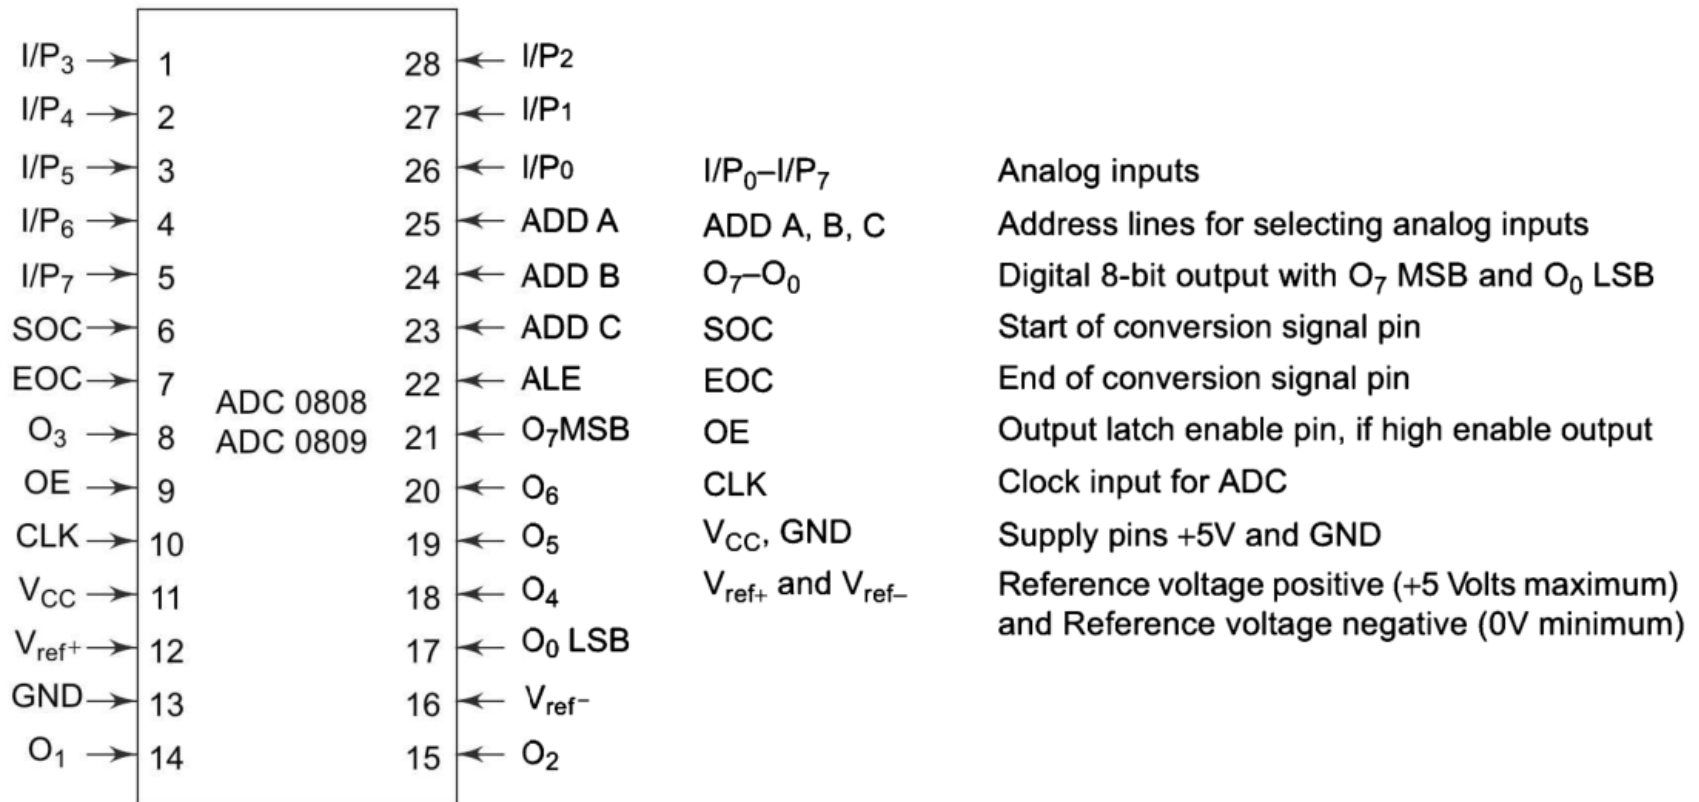 I/P₃ 1 28 I/P₂
I/P₄ 2 27 I/P₁
I/P₅ 3 26 I/P₀ I/P₀–I/P₇ Analog inputs
I/P₆ 4 25 ADD A ADD A, B, C Address lines for selecting analog inputs
I/P₇ 5 24 ADD B O₇–O₀ Digital 8-bit output with O₇ MSB and O₀ LSB
SOC 6 23 ADD C SOC Start of conversion signal pin
EOC 7 22 ALE EOC End of conversion signal pin
ADC 0808
O₃ 8 ADC 0809 21 O₇MSB OE Output latch enable pin, if high enable output
OE 9 20 O₆ CLK Clock input for ADC
CLK 10 19 O₅ V_CC, GND Supply pins +5V and GND
V_CC 11 18 O₄ V_ref+ and V_ref– Reference voltage positive (+5 Volts maximum)
and Reference voltage negative (0V minimum)
V_ref+ 12 17 O₀ LSB
GND 13 16 V_ref–
O₁ 14 15 O₂